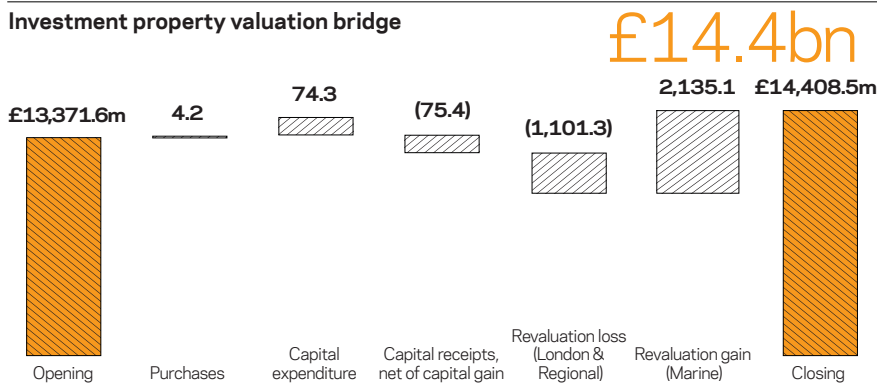 Investment property valuation bridge
£14.4bn
£13,371.6m
4.2
74.3
(75.4)
(1,101.3)
2,135.1
£14,408.5m
Opening
Purchases
Capital
expenditure
Capital receipts,
net of capital gain
Revaluation loss
(London &
Regional)
Revaluation gain
(Marine)
Closing